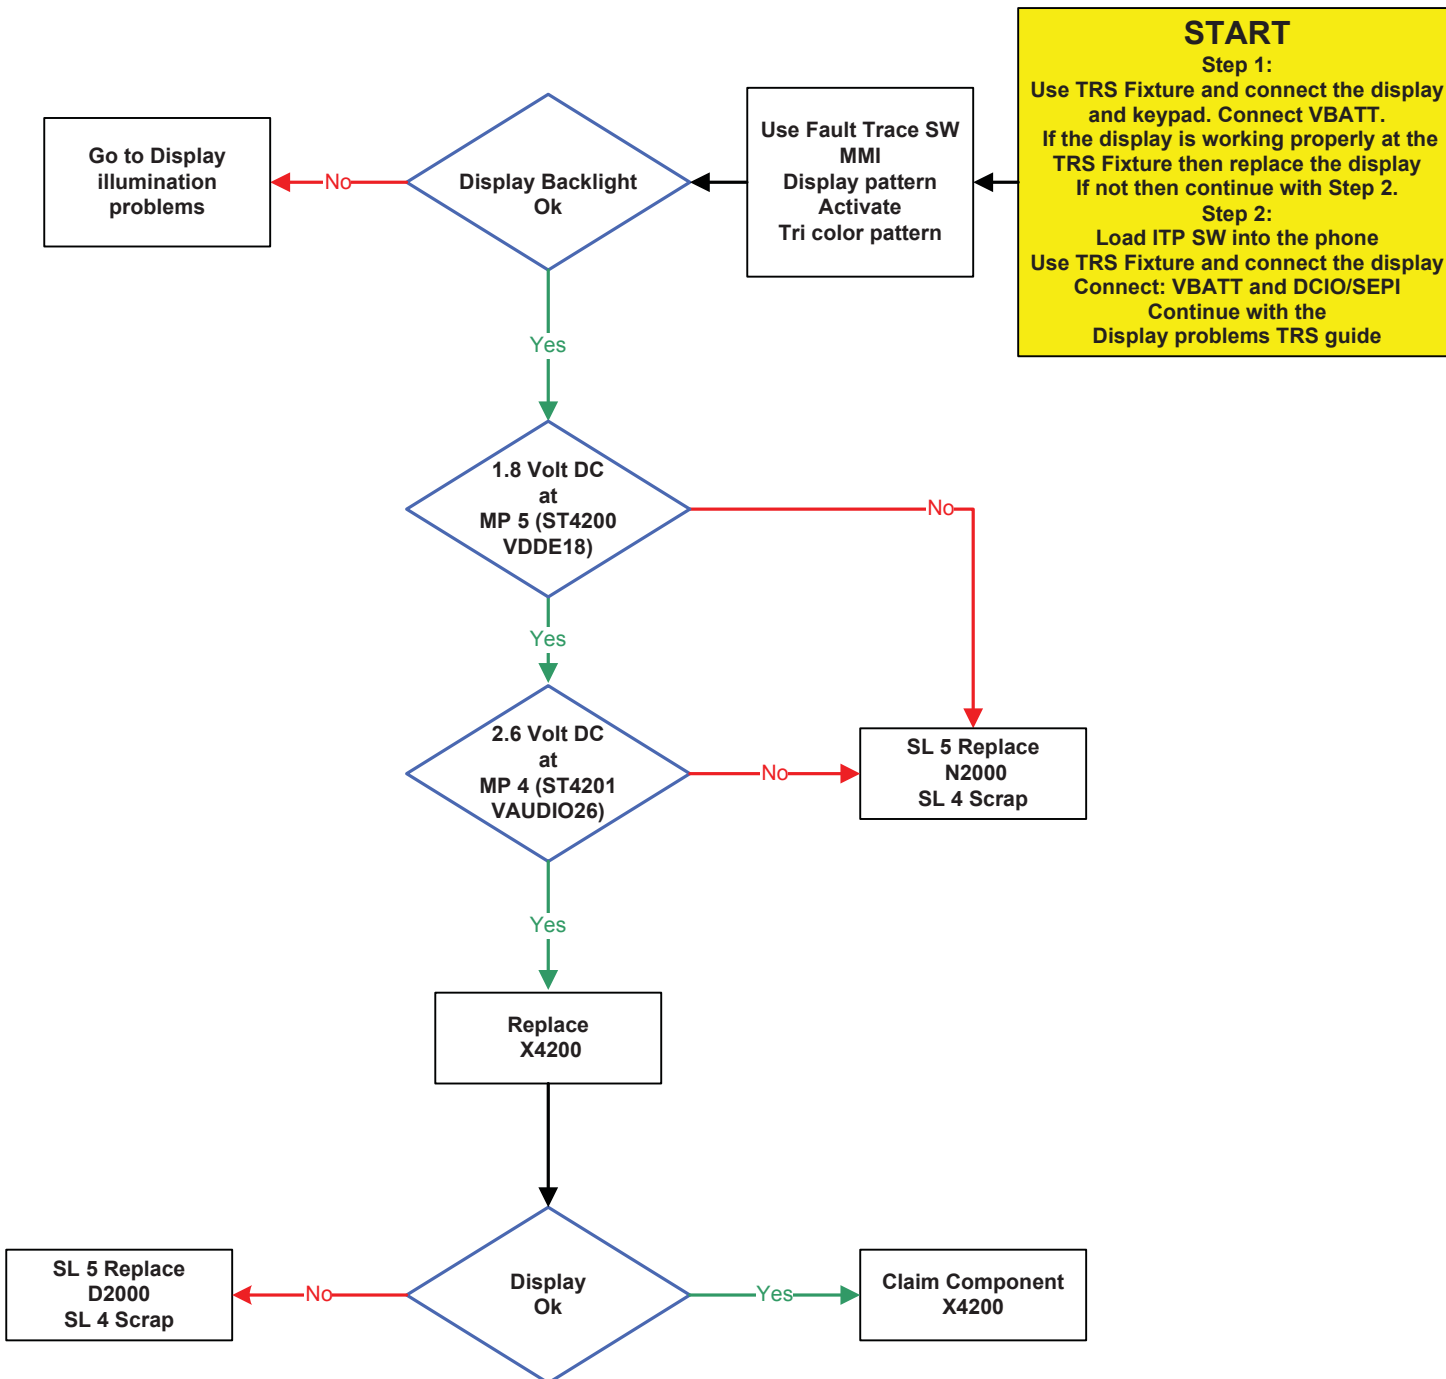 START
Step 1:
Use TRS Fixture and connect the display
and keypad. Connect VBATT.
If the display is working properly at the
TRS Fixture then replace the display
If not then continue with Step 2.
Step 2:
Load ITP SW into the phone
Use TRS Fixture and connect the display
Connect: VBATT and DCIO/SEPI
Continue with the
Display problems TRS guide
Use Fault Trace SW
MMI
Display pattern
Activate
Tri color pattern
Display Backlight
Ok
No
Go to Display
illumination
problems
Yes
1.8 Volt DC
at
MP 5 (ST4200
VDDE18)
No
Yes
2.6 Volt DC
at
MP 4 (ST4201
VAUDIO26)
No
SL 5 Replace
N2000
SL 4 Scrap
Yes
Replace
X4200
Display
Ok
No
SL 5 Replace
D2000
SL 4 Scrap
Yes
Claim Component
X4200